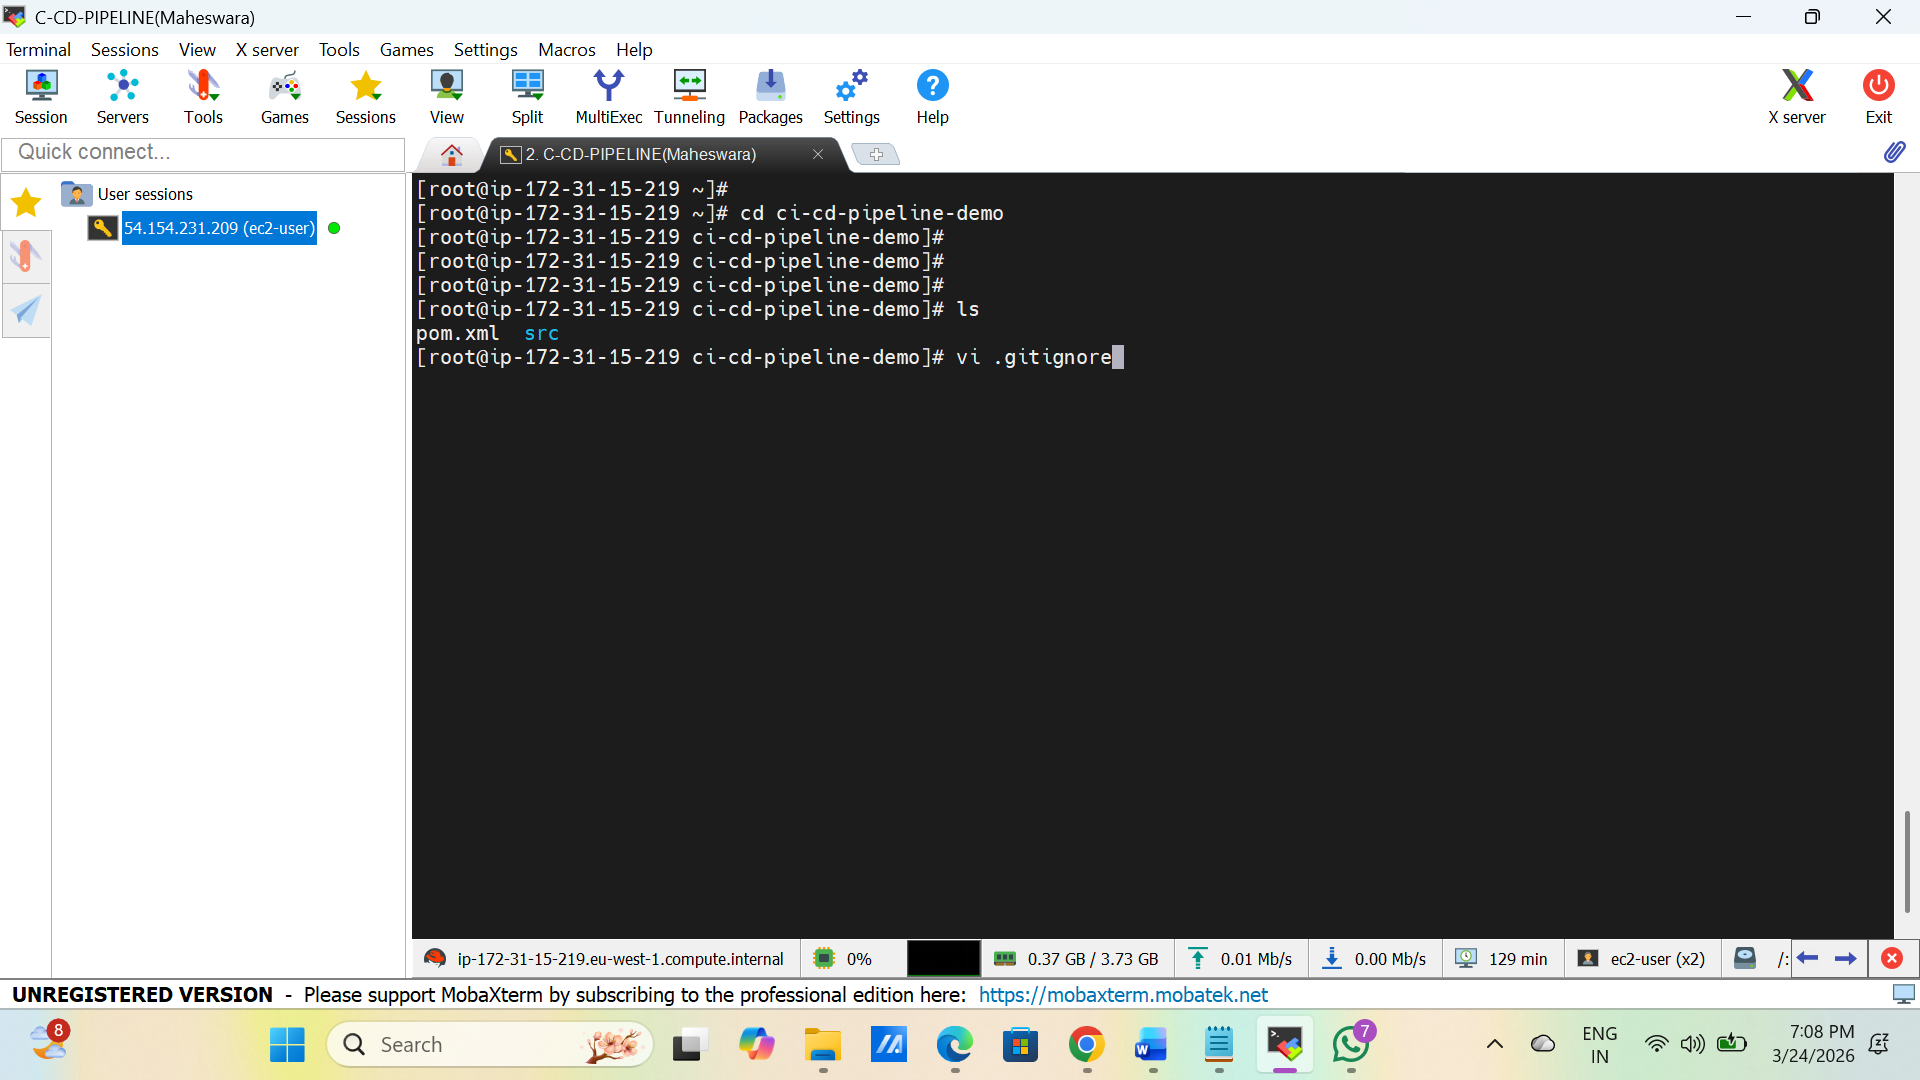 C-CD-PIPELINE(Maheswara)
Terminal Sessions View X server Tools Games Settings Macros Help
Session Servers Tools Games Sessions View Split MultiExec Tunneling Packages Settings Help X server Exit
Quick connect...
2. C-CD-PIPELINE(Maheswara)
User sessions
54.154.231.209 (ec2-user)
[root@ip-172-31-15-219 ~]#
[root@ip-172-31-15-219 ~]# cd ci-cd-pipeline-demo
[root@ip-172-31-15-219 ci-cd-pipeline-demo]#
[root@ip-172-31-15-219 ci-cd-pipeline-demo]#
[root@ip-172-31-15-219 ci-cd-pipeline-demo]#
[root@ip-172-31-15-219 ci-cd-pipeline-demo]# ls
pom.xml src
[root@ip-172-31-15-219 ci-cd-pipeline-demo]# vi .gitignore
ip-172-31-15-219.eu-west-1.compute.internal 0% 0.37 GB / 3.73 GB 0.01 Mb/s 0.00 Mb/s 129 min ec2-user (x2) /:
UNREGISTERED VERSION - Please support MobaXterm by subscribing to the professional edition here: https://mobaxterm.mobatek.net
8 Search 7 ENG 7:08 PM
IN 3/24/2026